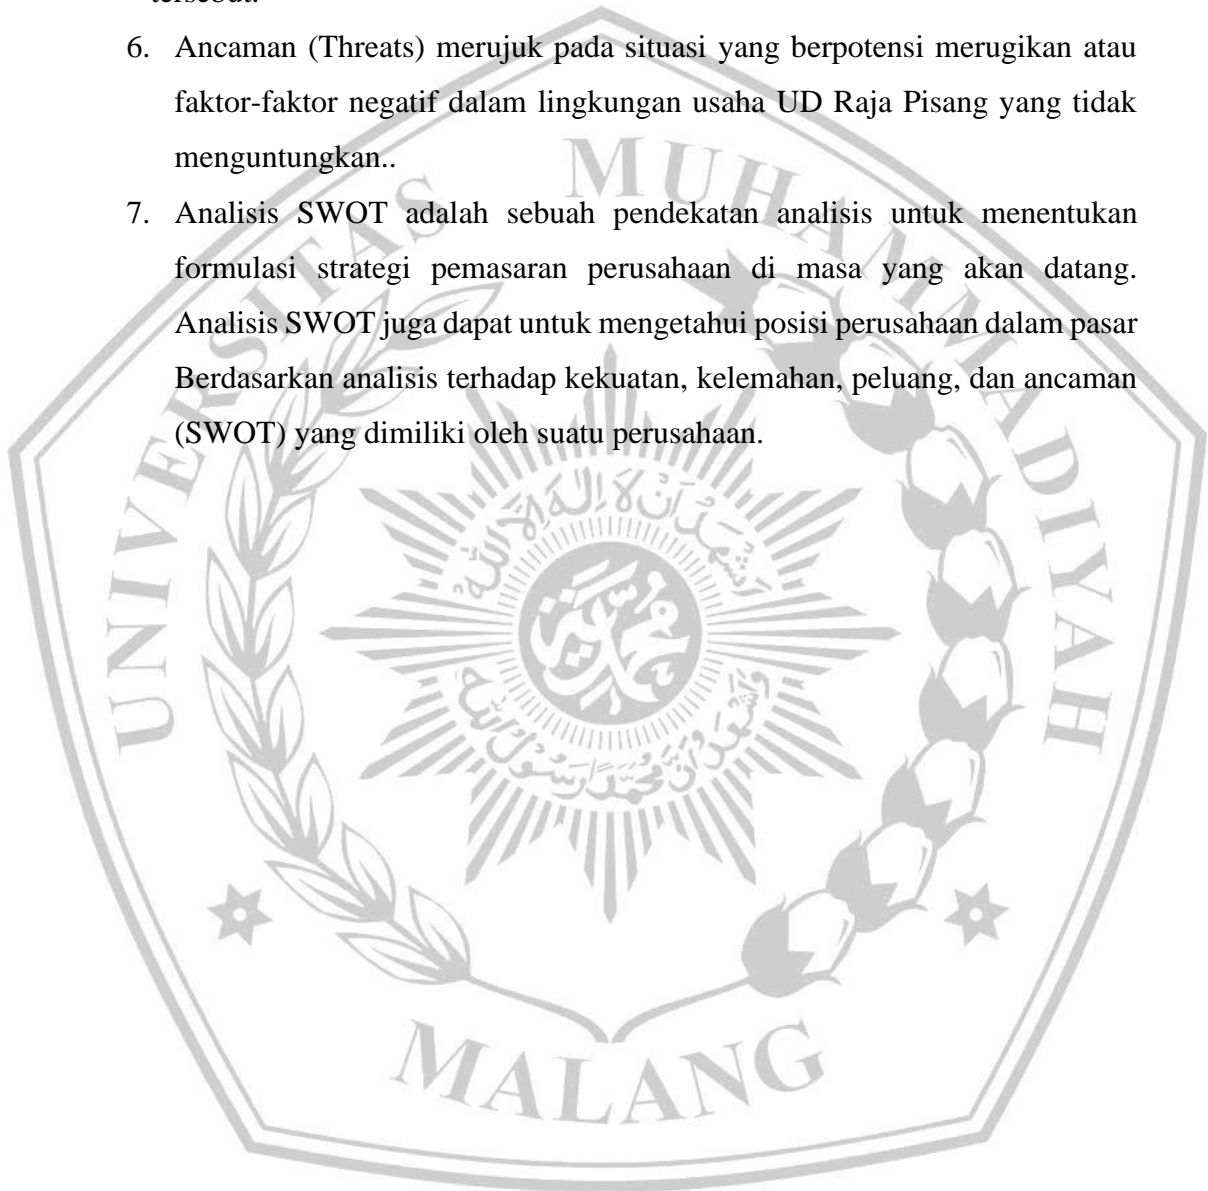 tersebut.
6. Ancaman (Threats) merujuk pada situasi yang berpotensi merugikan atau
faktor-faktor negatif dalam lingkungan usaha UD Raja Pisang yang tidak
menguntungkan..
7. Analisis SWOT adalah sebuah pendekatan analisis untuk menentukan
formulasi strategi pemasaran perusahaan di masa yang akan datang.
Analisis SWOT juga dapat untuk mengetahui posisi perusahaan dalam pasar
Berdasarkan analisis terhadap kekuatan, kelemahan, peluang, dan ancaman
(SWOT) yang dimiliki oleh suatu perusahaan.
UNIVERSITAS MUHAMMADIYAH
MALANG